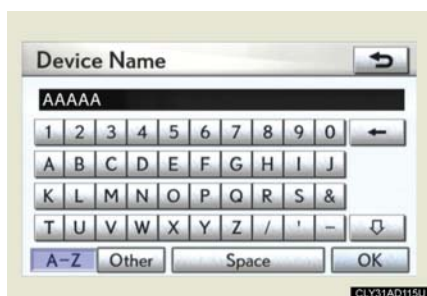 Device Name
AAAAA
1 2 3 4 5 6 7 8 9 0
A B C D E F G H I J
K L M N O P Q R S &
T U V W X Y Z / ' -
A-Z Other Space OK
CLY31AD115U